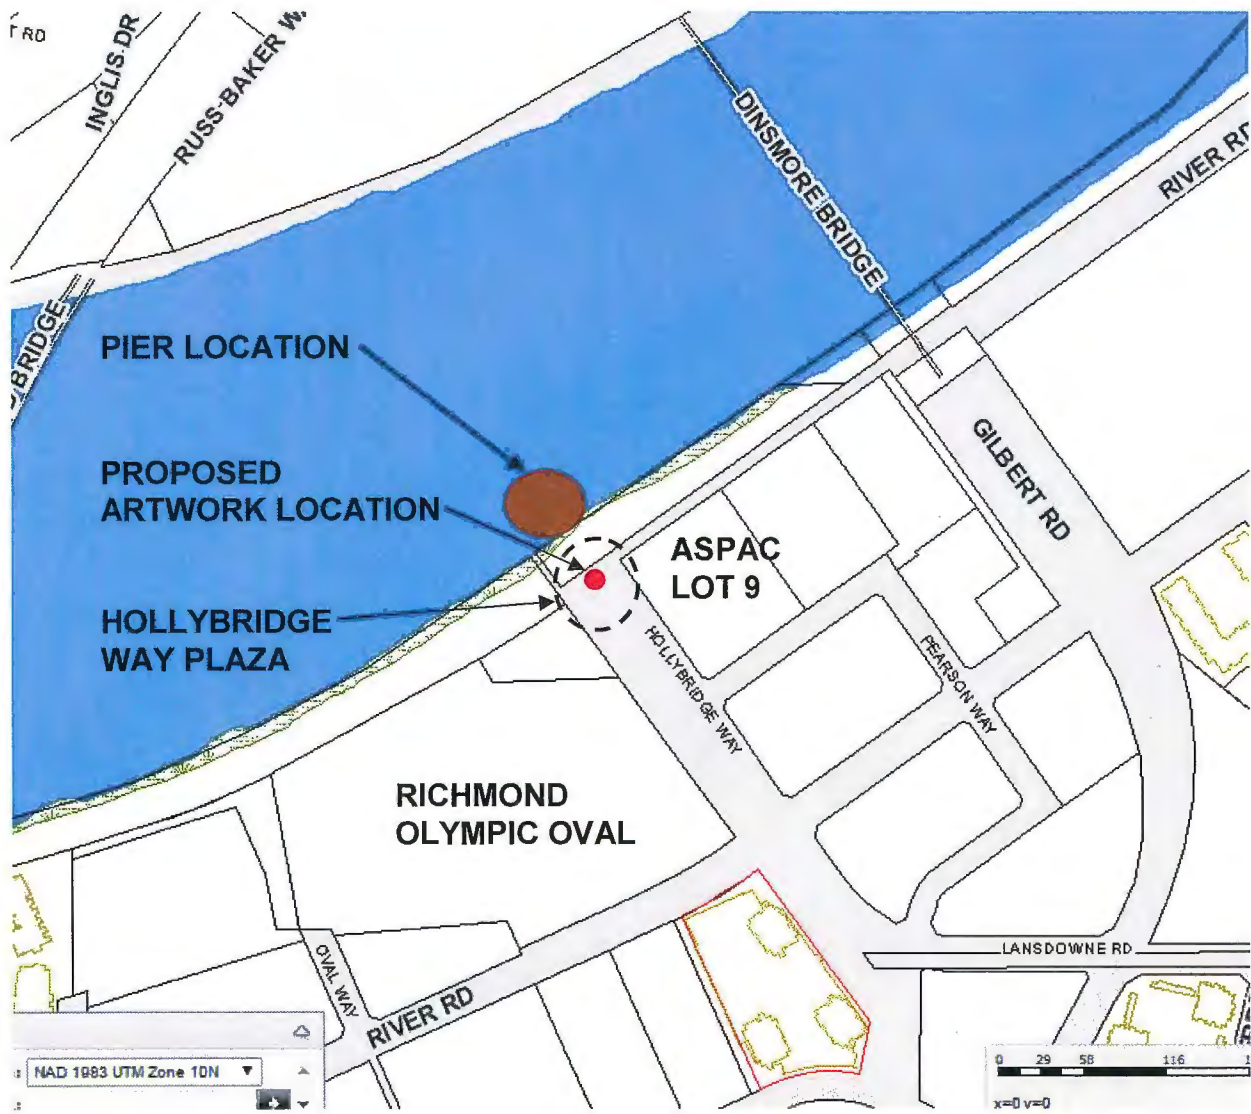 T RD
INGLIS DR
RUSS BAKER W
DINSMORE BRIDGE
RIVER RD
BRIDGE
PIER LOCATION
PROPOSED
ARTWORK LOCATION
HOLLYBRIDGE
WAY PLAZA
ASPAC
LOT 9
GILBERT RD
HOLLYBRIDGE WAY
PEARSON WAY
RICHMOND
OLYMPIC OVAL
LANSDOWNE RD
OVAL WAY
RIVER RD
NAD 1983 UTM Zone 10N
0 29 58 116 1
x=0 v=0